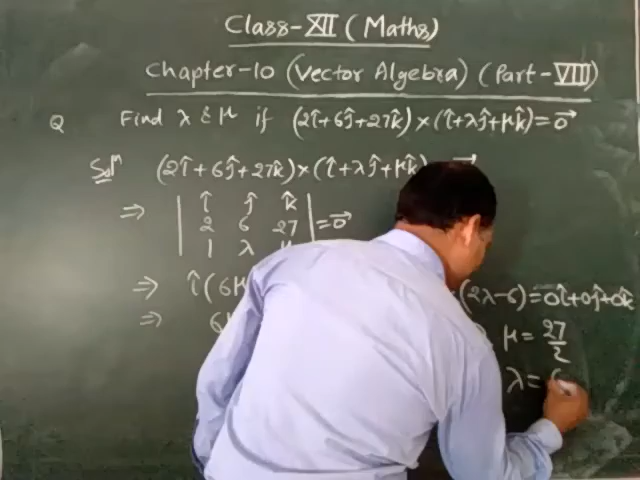 Class-XII (Maths)
Chapter-10 (Vector Algebra) (Part-VIII)
Q Find λ & μ if (2î+6ĵ+27k̂)×(î+λĵ+μk̂)=0⃗
Solⁿ (2î+6ĵ+27k̂)×(î+λĵ+μk̂)
⇒ | î ĵ k̂ |
| 2 6 27 | =0⃗
| 1 λ μ |
⇒ î(6μ (2λ-6)=0î+0ĵ+0k̂
⇒ 6μ μ = 27/2
λ =